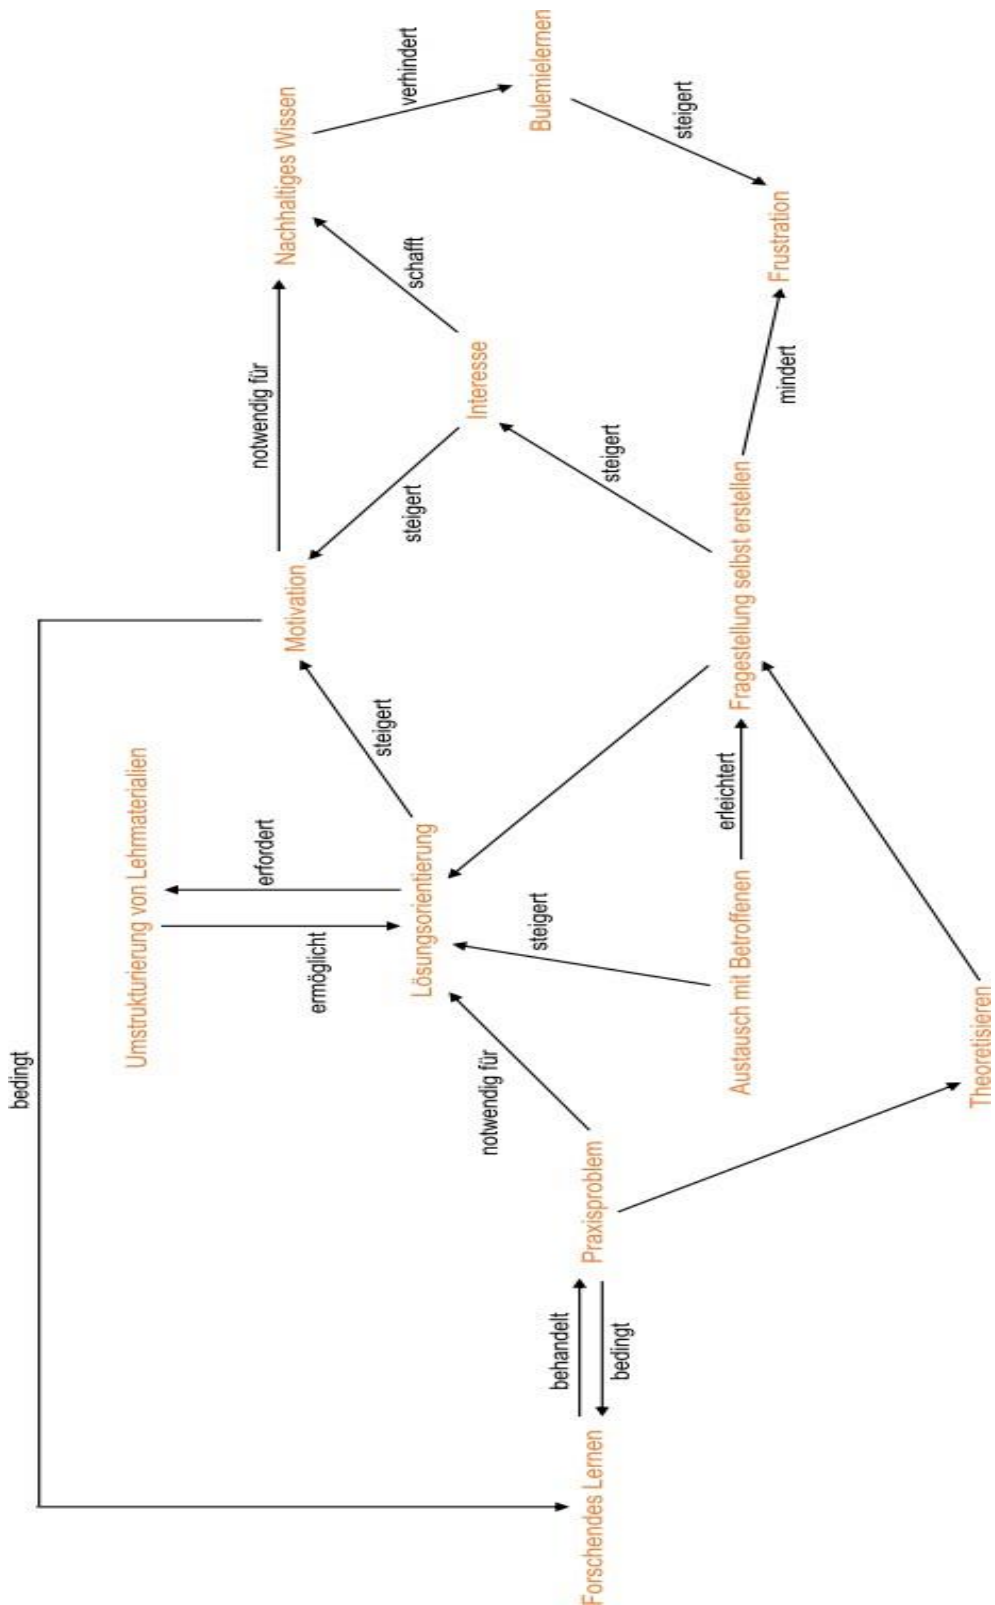 bedingt
Umstrukturierung von Lehrmaterialien
ermöglicht
erfordert
Motivation
notwendig für
Nachhaltiges Wissen
verhindert
steigert
Lösungsorientierung
steigert
Interesse
schafft
Bulemielernen
Forschendes Lernen
behandelt
bedingt
Praxisproblem
notwendig für
steigert
steigert
steigert
Austausch mit Betroffenen
erleichtert
Fragestellung selbst erstellen
mindert
Frustration
Theoretisieren